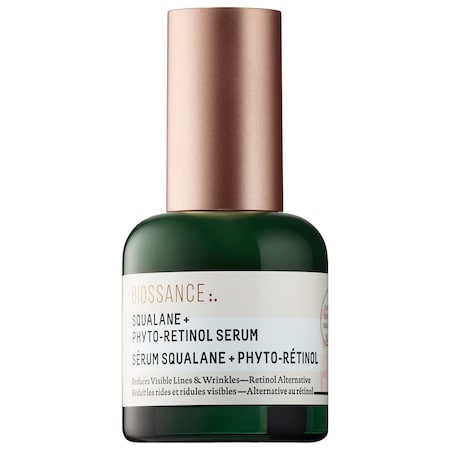 BIOSSANCE:.
SQUALANE +
PHYTO-RETINOL SERUM
SÉRUM SQUALANE + PHYTO-RÉTINOL
Reduces Visible Lines & Wrinkles—Retinol Alternative
Réduit les rides et ridules visibles—Alternative au rétinol